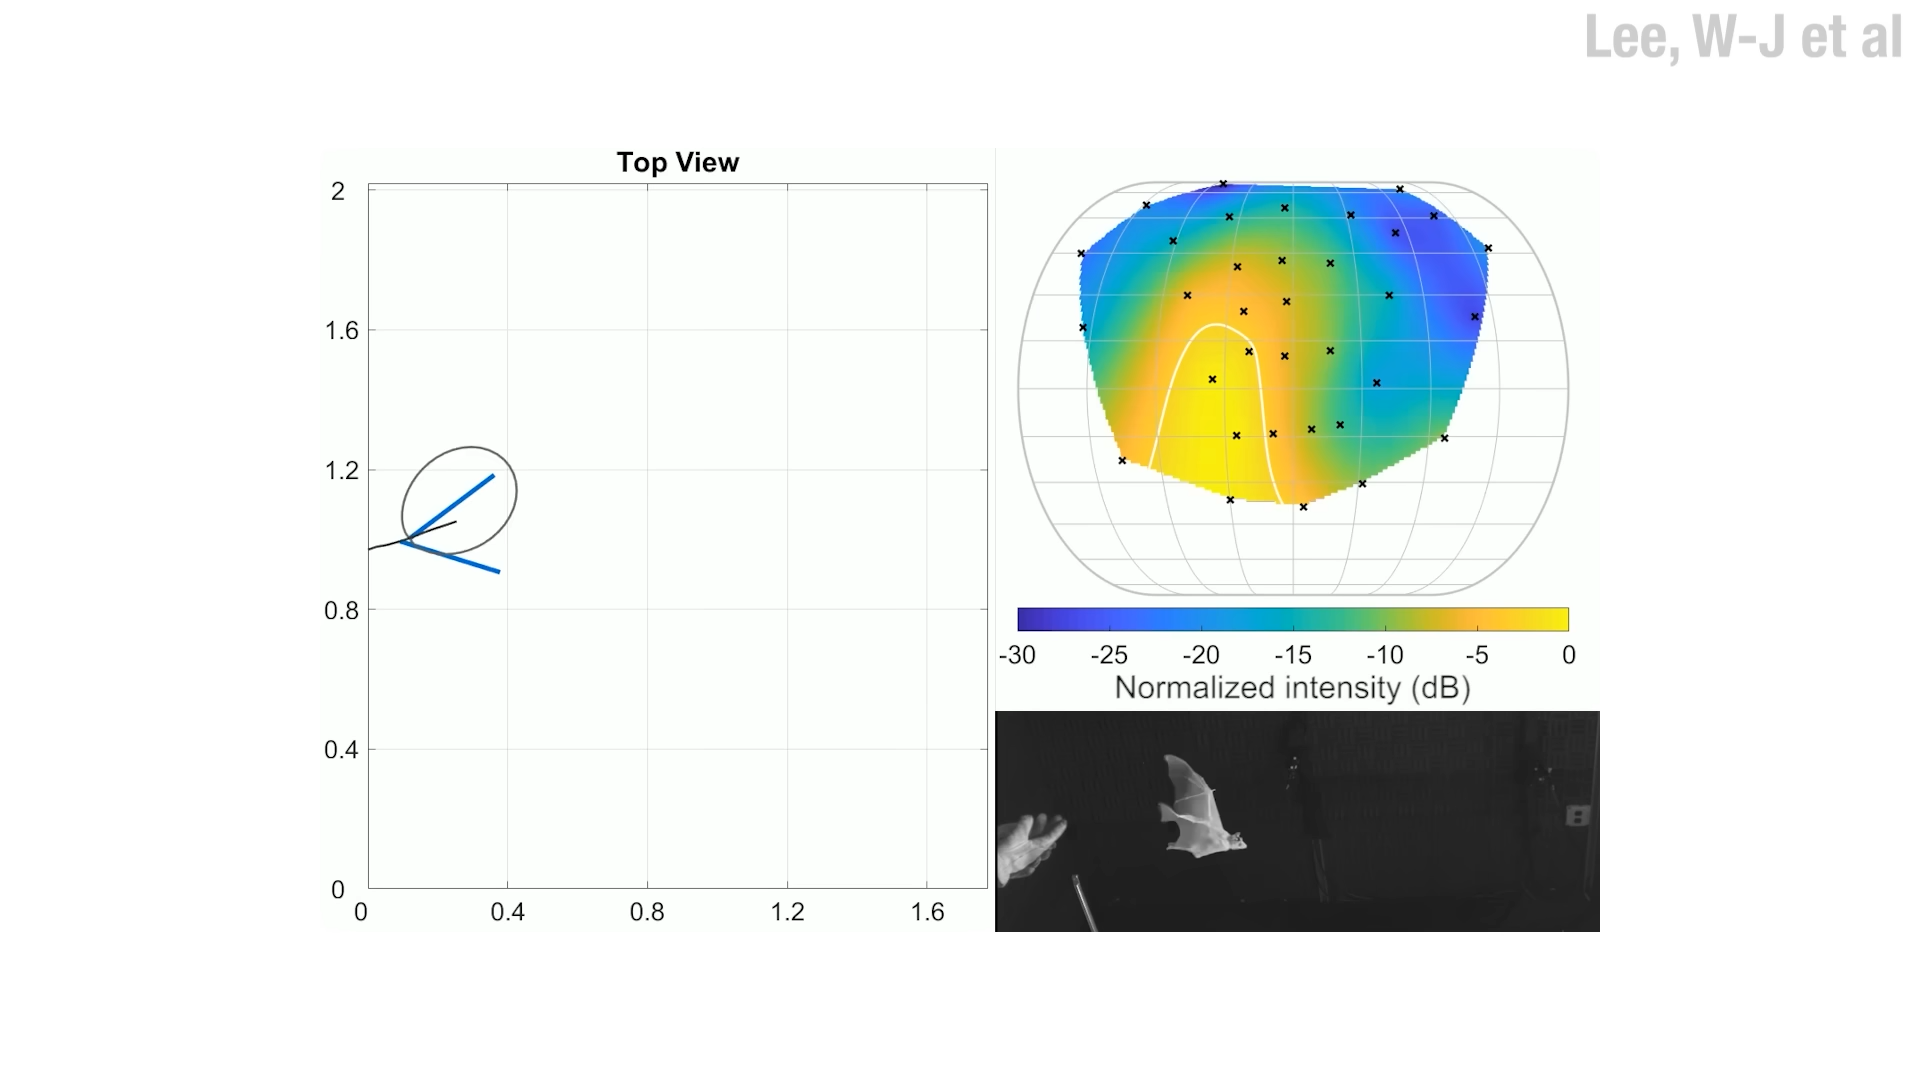 Lee, W-J et al
Top View
2
1.6
1.2
0.8
0.4
0
0 0.4 0.8 1.2 1.6
-30 -25 -20 -15 -10 -5 0
Normalized intensity (dB)